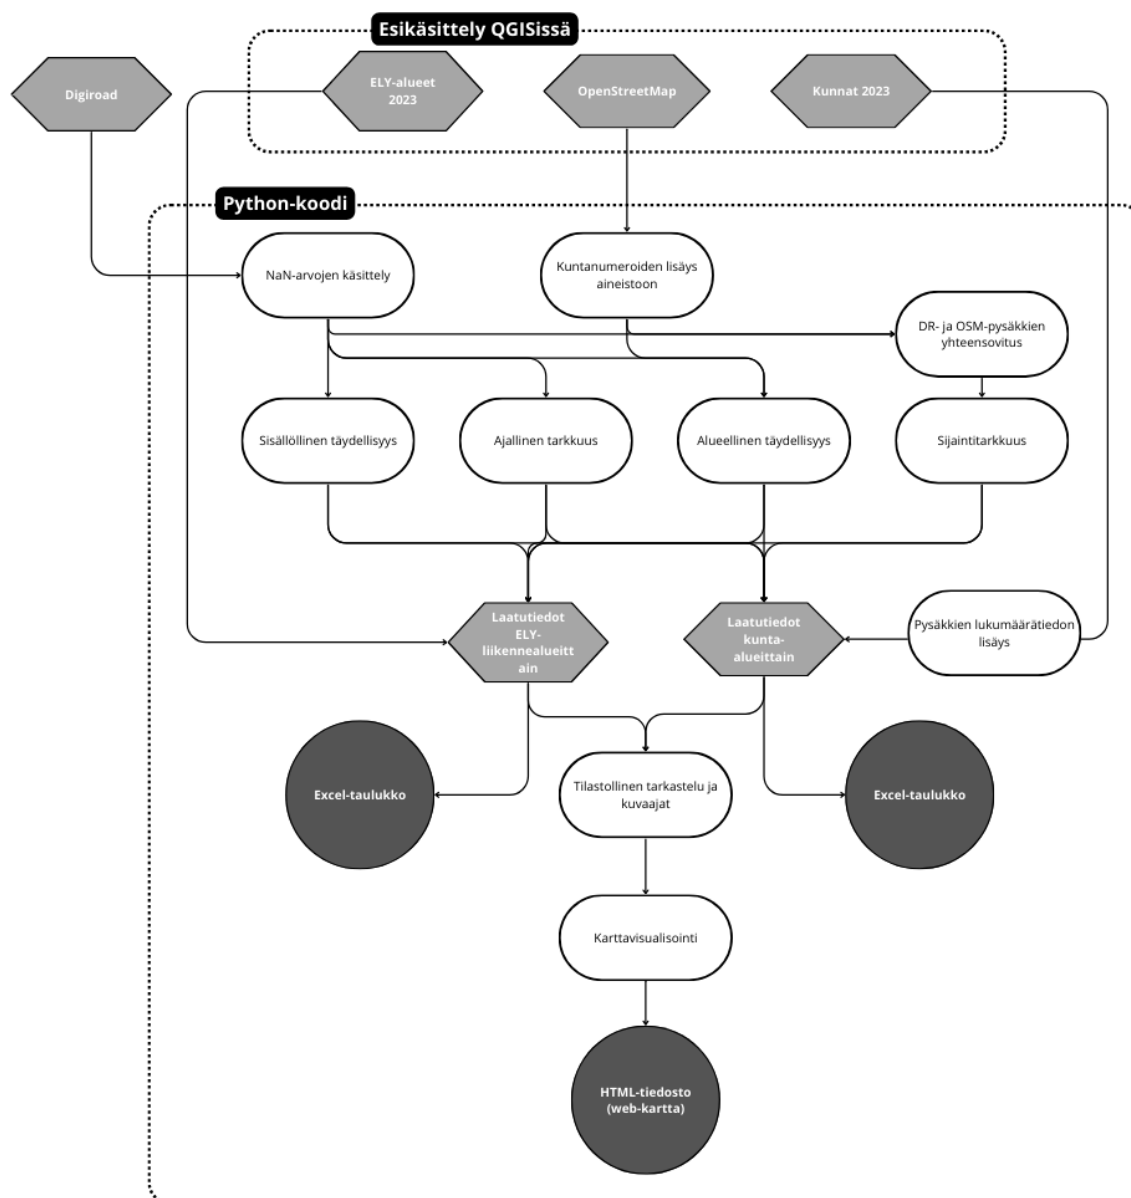 Esikäsittely QGISissä
Digiroad
ELY-alueet
2023
OpenStreetMap
Kunnat 2023
Python-koodi
NaN-arvojen käsittely
Kuntanumeroiden lisäys
aineistoon
DR- ja OSM-pysäkkien
yhteensovitus
Sisällöllinen täydellisyys
Ajallinen tarkkuus
Alueellinen täydellisyys
Sijaintitarkkuus
Laatutiedot
ELY-
liikennealueitt
ain
Laatutiedot
kunta-
alueittain
Pysäkkien lukumäärätiedon
lisäys
Excel-taulukko
Tilastollinen tarkastelu ja
kuvaajat
Excel-taulukko
Karttavisualisointi
HTML-tiedosto
(web-kartta)